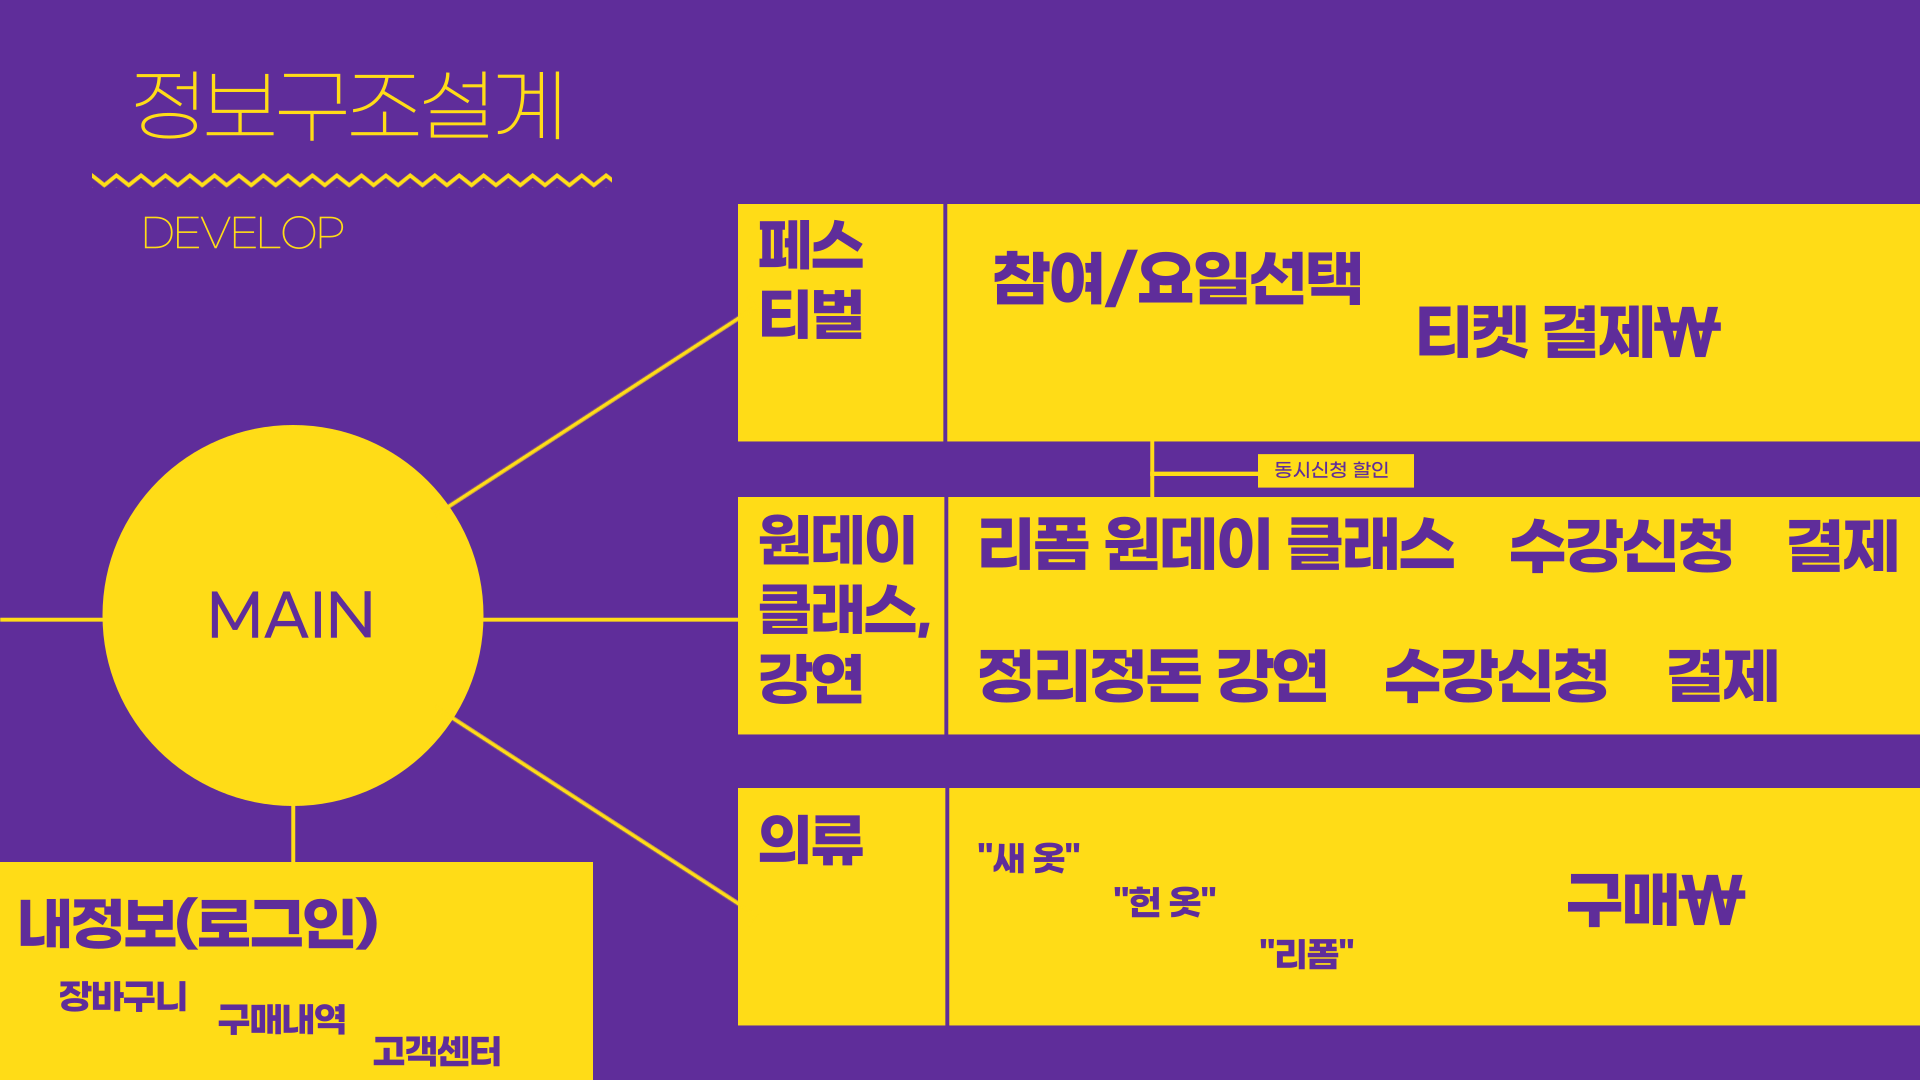 정보구조설계
DEVELOP
페스
티벌
참여/요일선택
티켓 결제₩
동시신청 할인
MAIN
원데이
클래스,
강연
리폼 원데이 클래스 수강신청 결제
정리정돈 강연 수강신청 결제
의류
"새 옷"
"헌 옷"
"리폼"
구매₩
내정보(로그인)
장바구니
구매내역
고객센터